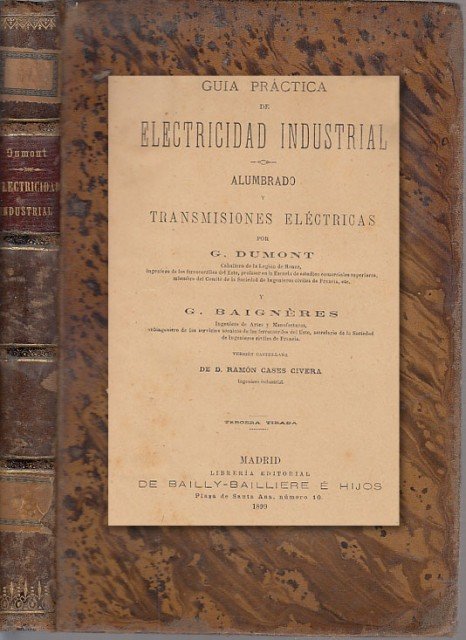 Dumont
ELECTRICIDAD
INDUSTRIAL
GUIA PRÁCTICA
DE
ELECTRICIDAD INDUSTRIAL
ALUMBRADO
Y
TRANSMISIONES ELÉCTRICAS
POR
G. DUMONT
Caballero de la Legion de Honor,
ingeniero de los ferrocarriles del Este, profesor en la Escuela de estudios comerciales superiores,
miembro del Comité de la Sociedad de Ingenieros civiles de Francia, etc.
Y
G. BAIGNÈRES
Ingeniero de Artes y Manufacturas,
subinspector de los servicios técnicos de los ferrocarriles del Este, secretario de la Sociedad
de Ingenieros civiles de Francia.
VERSIÓN CASTELLANA
DE D. RAMÓN CASES CIVERA
Ingeniero industrial
TERCERA TIRADA
MADRID
LIBRERÍA EDITORIAL
DE BAILLY-BAILLIERE É HIJOS
Plaza de Santa Ana, número 10.
1899